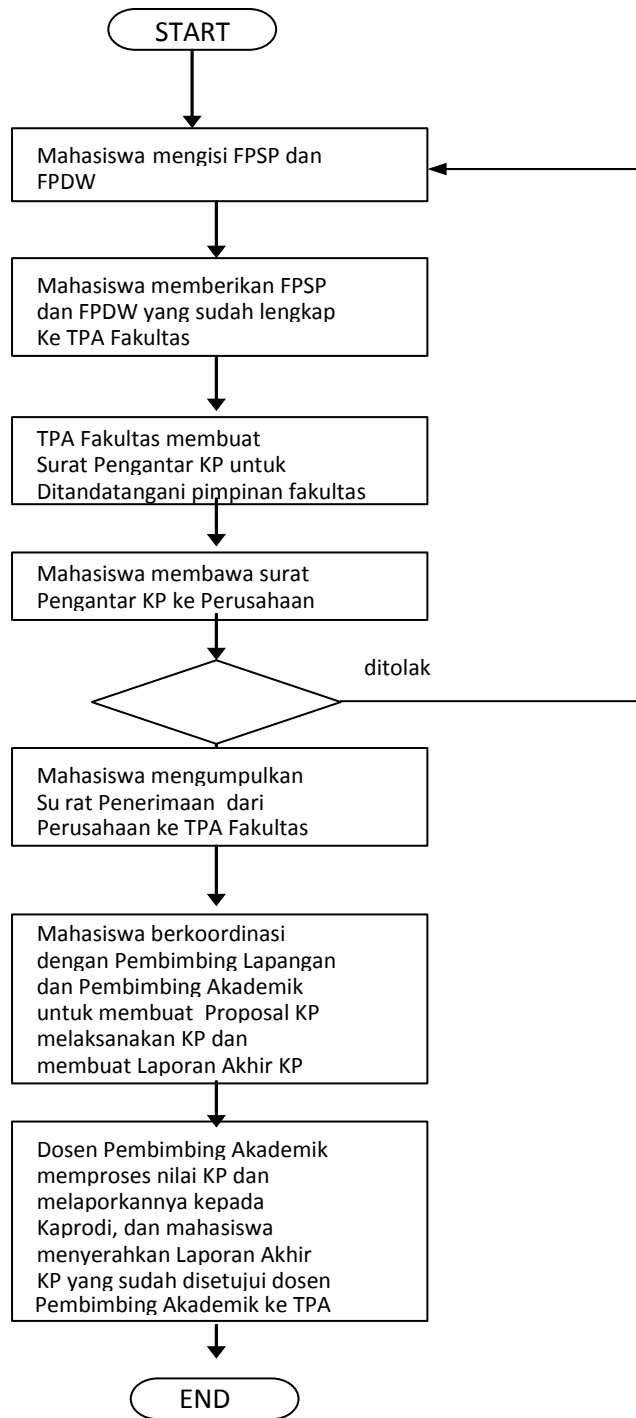 START
Mahasiswa mengisi FPSP dan
FPDW
Mahasiswa memberikan FPSP
dan FPDW yang sudah lengkap
Ke TPA Fakultas
TPA Fakultas membuat
Surat Pengantar KP untuk
Ditandatangani pimpinan fakultas
Mahasiswa membawa surat
Pengantar KP ke Perusahaan
ditolak
Mahasiswa mengumpulkan
Su rat Penerimaan dari
Perusahaan ke TPA Fakultas
Mahasiswa berkoordinasi
dengan Pembimbing Lapangan
dan Pembimbing Akademik
untuk membuat Proposal KP
melaksanakan KP dan
membuat Laporan Akhir KP
Dosen Pembimbing Akademik
memproses nilai KP dan
melaporkannya kepada
Kaprodi, dan mahasiswa
menyerahkan Laporan Akhir
KP yang sudah disetujui dosen
Pembimbing Akademik ke TPA
END